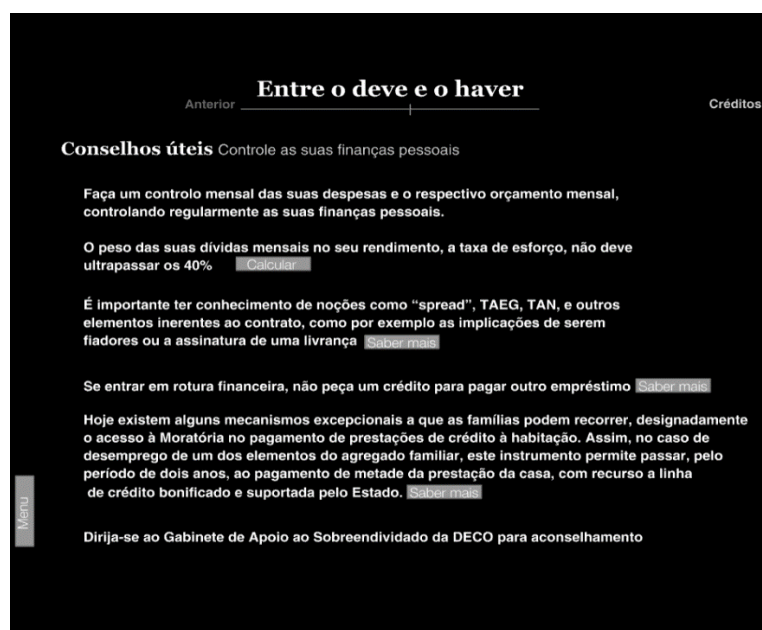 Entre o deve e o haver
Anterior
Créditos
Conselhos úteis Controle as suas finanças pessoais
Faça um controlo mensal das suas despesas e o respectivo orçamento mensal,
controlando regularmente as suas finanças pessoais.
O peso das suas dívidas mensais no seu rendimento, a taxa de esforço, não deve
ultrapassar os 40% Calcular
É importante ter conhecimento de noções como “spread”, TAEG, TAN, e outros
elementos inerentes ao contrato, como por exemplo as implicações de serem
fiadores ou a assinatura de uma livrança Saber mais
Se entrar em rotura financeira, não peça um crédito para pagar outro empréstimo Saber mais
Hoje existem alguns mecanismos excepcionais a que as famílias podem recorrer, designadamente
o acesso à Moratória no pagamento de prestações de crédito à habitação. Assim, no caso de
desemprego de um dos elementos do agregado familiar, este instrumento permite passar, pelo
período de dois anos, ao pagamento de metade da prestação da casa, com recurso a linha
de crédito bonificado e suportada pelo Estado. Saber mais
Menu
Dirija-se ao Gabinete de Apoio ao Sobreendividado da DECO para aconselhamento